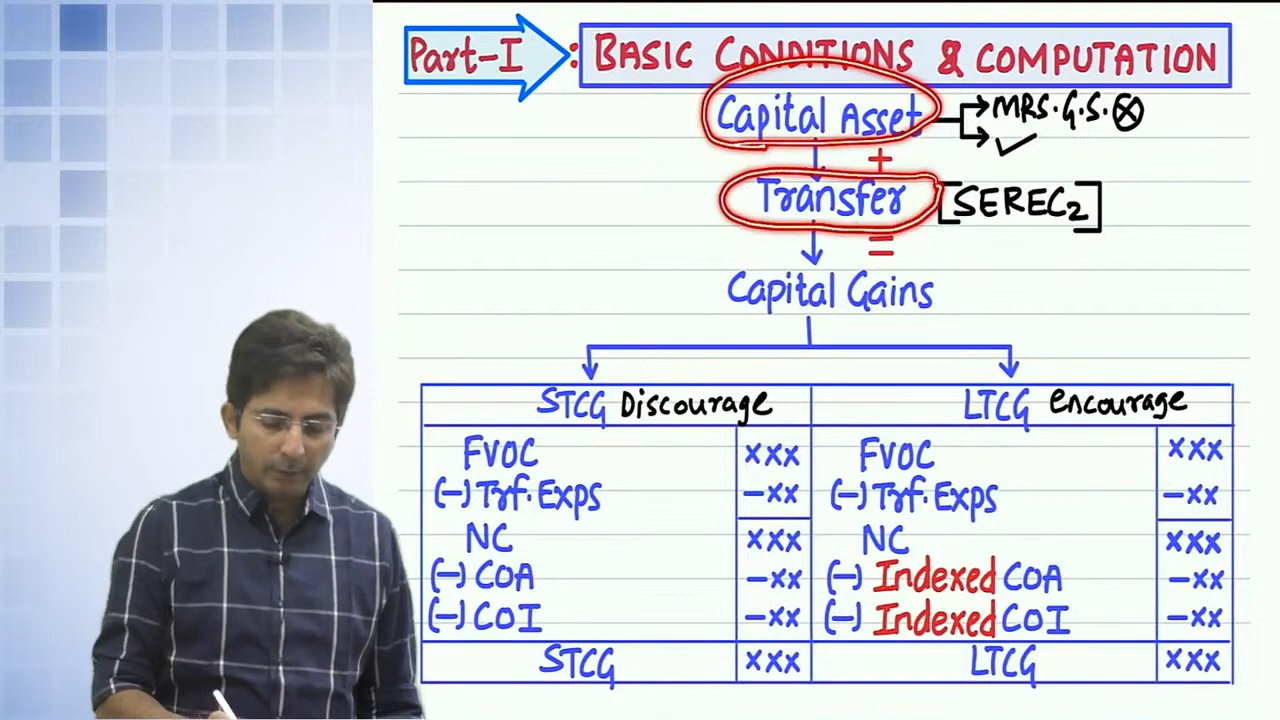 Part-I : BASIC CONDITIONS & COMPUTATION
Capital Asset → MRS.G.S. ⊗
→ ✓
+
Transfer [SEREC2]
=
Capital Gains
STCG Discourage
FVOC xxx
(-) Trf. Exps -xx
NC xxx
(-) COA -xx
(-) COI -xx
STCG xxx
LTCG encourage
FVOC xxx
(-) Trf. Exps -xx
NC xxx
(-) Indexed COA -xx
(-) Indexed COI -xx
LTCG xxx